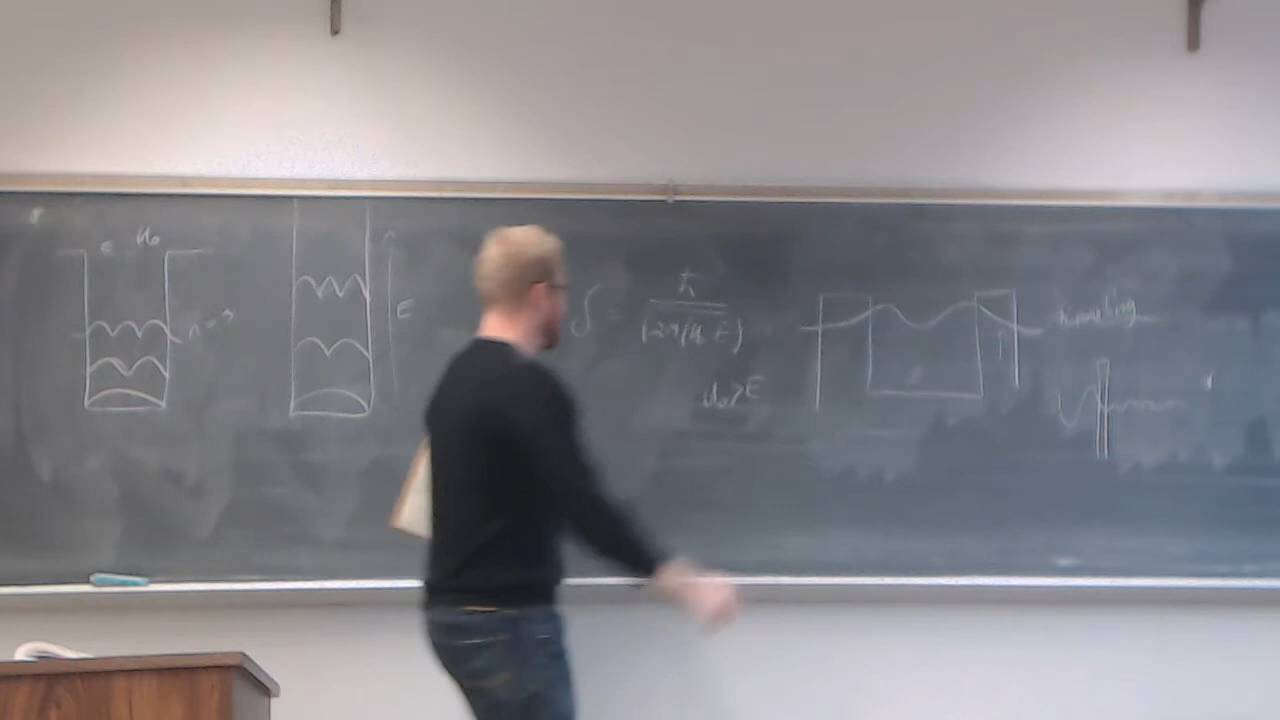 U₀
n = 3
E
δ = ħ / √(2m(U₀-E))
U₀ > E
tunneling